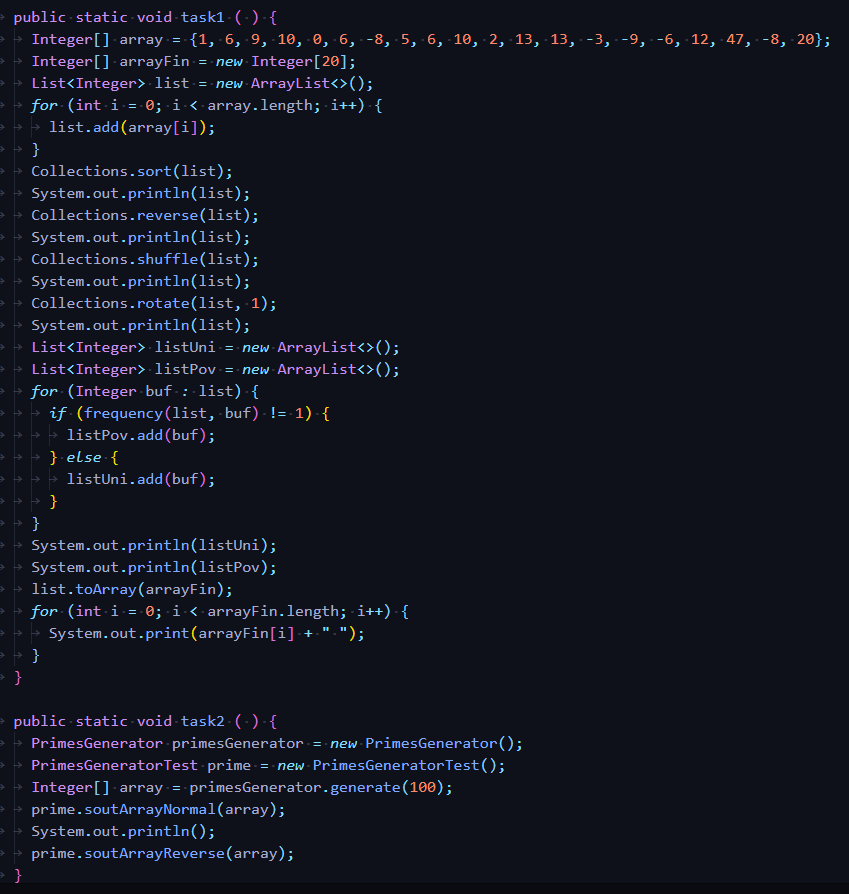 public static void task1 ( ) {
Integer[] array = {1, 6, 9, 10, 0, 6, -8, 5, 6, 10, 2, 13, 13, -3, -9, -6, 12, 47, -8, 20};
Integer[] arrayFin = new Integer[20];
List<Integer> list = new ArrayList<>();
for (int i = 0; i < array.length; i++) {
list.add(array[i]);
}
Collections.sort(list);
System.out.println(list);
Collections.reverse(list);
System.out.println(list);
Collections.shuffle(list);
System.out.println(list);
Collections.rotate(list, 1);
System.out.println(list);
List<Integer> listUni = new ArrayList<>();
List<Integer> listPov = new ArrayList<>();
for (Integer buf : list) {
if (frequency(list, buf) != 1) {
listPov.add(buf);
} else {
listUni.add(buf);
}
}
System.out.println(listUni);
System.out.println(listPov);
list.toArray(arrayFin);
for (int i = 0; i < arrayFin.length; i++) {
System.out.print(arrayFin[i] + " ");
}
}
public static void task2 ( ) {
PrimesGenerator primesGenerator = new PrimesGenerator();
PrimesGeneratorTest prime = new PrimesGeneratorTest();
Integer[] array = primesGenerator.generate(100);
prime.soutArrayNormal(array);
System.out.println();
prime.soutArrayReverse(array);
}